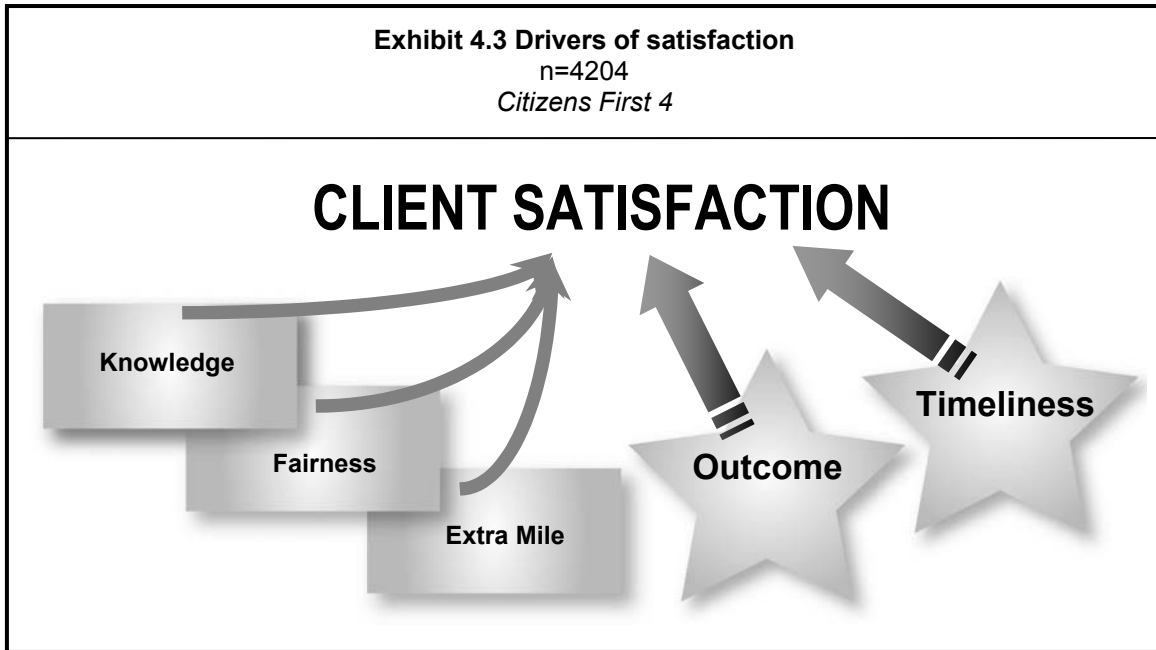 Exhibit 4.3 Drivers of satisfaction
n=4204
Citizens First 4
CLIENT SATISFACTION
Knowledge
Fairness
Extra Mile
Outcome
Timeliness